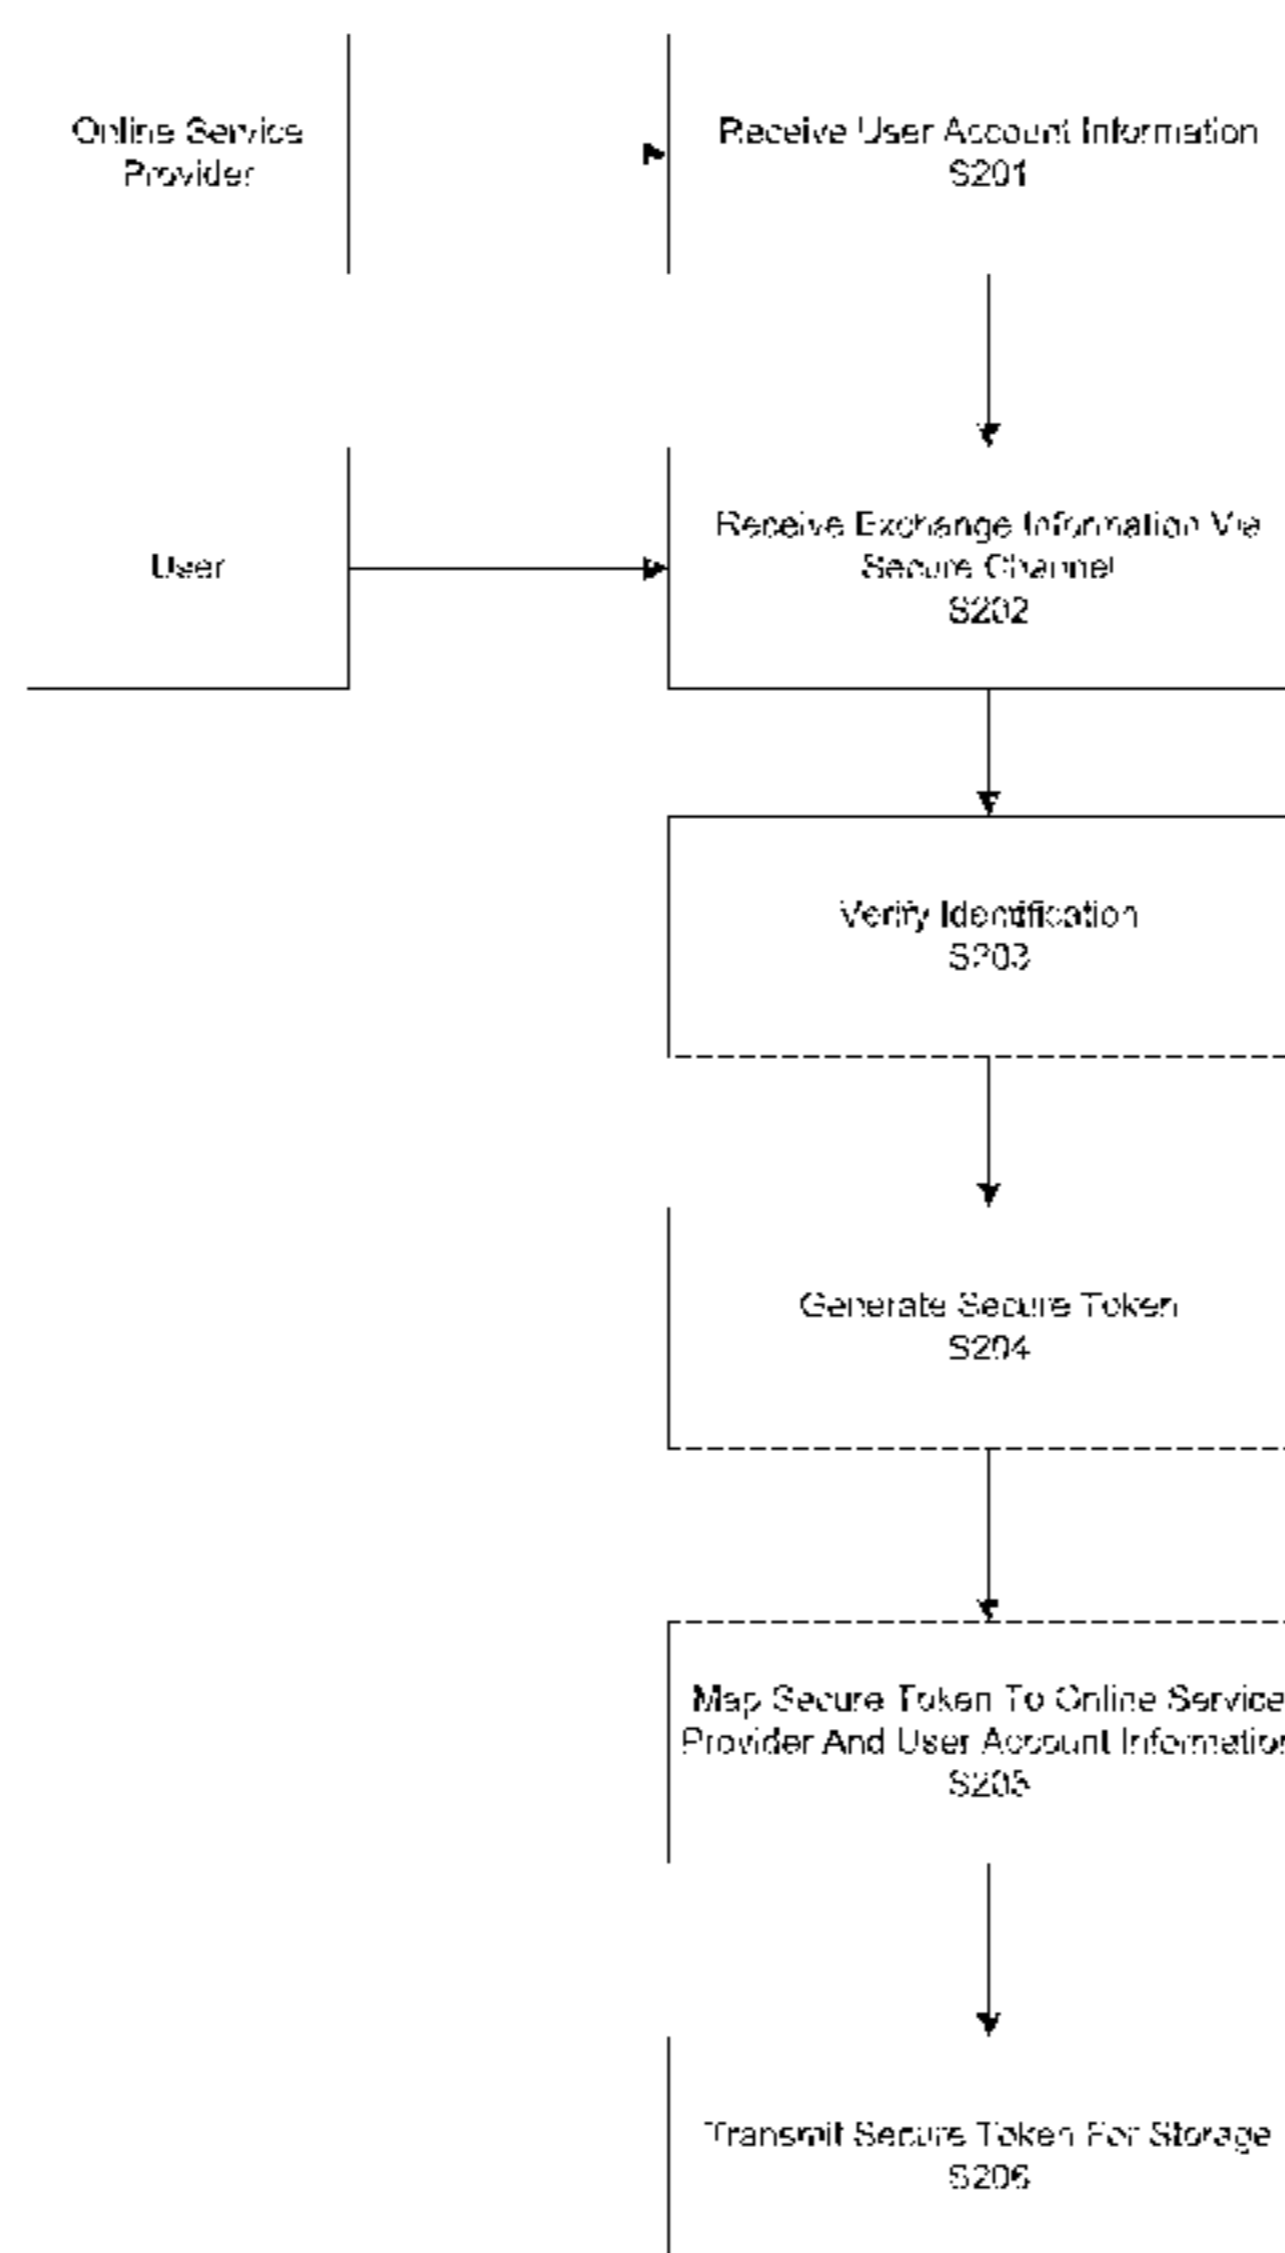 Online Service
Provider
Receive User Account Information
S201
User
Receive Exchange Information Via
Secure Channel
S202
Verify Identification
S203
Generate Secure Token
S204
Map Secure Token To Online Service
Provider And User Account Information
S205
Transmit Secure Token For Storage
S206